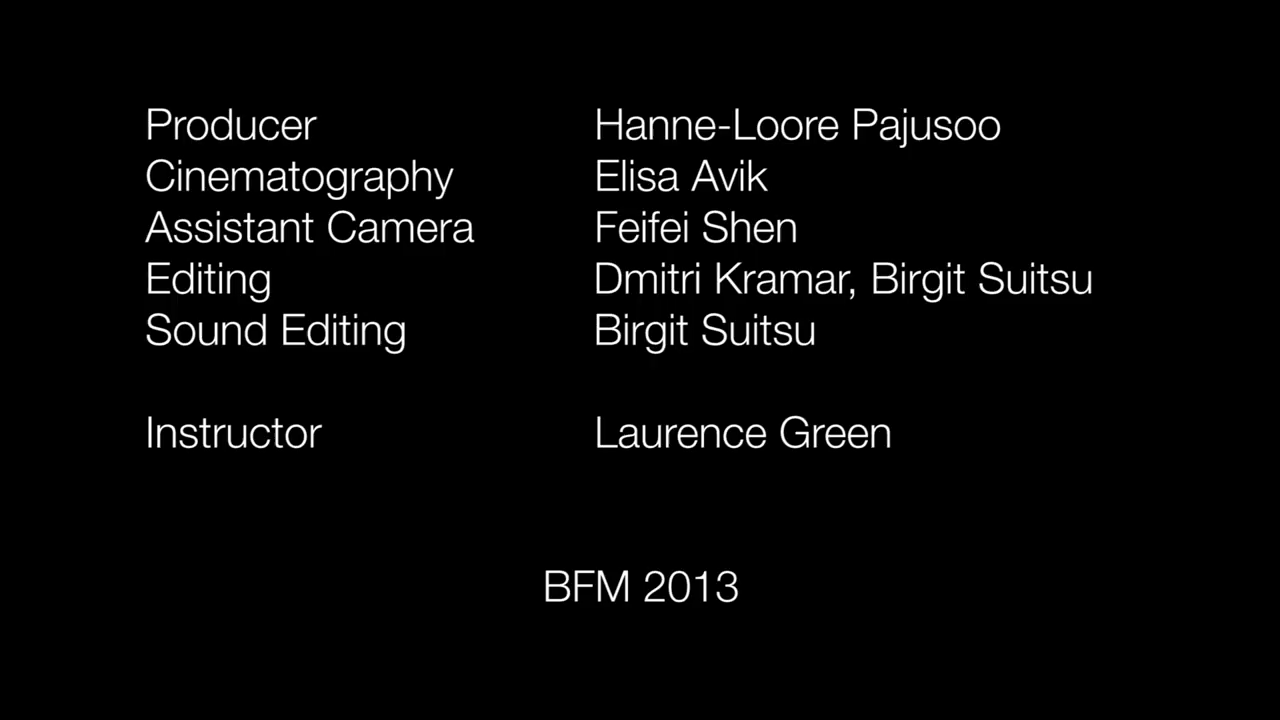 Producer Hanne-Loore Pajusoo
Cinematography Elisa Avik
Assistant Camera Feifei Shen
Editing Dmitri Kramar, Birgit Suitsu
Sound Editing Birgit Suitsu
Instructor Laurence Green
BFM 2013